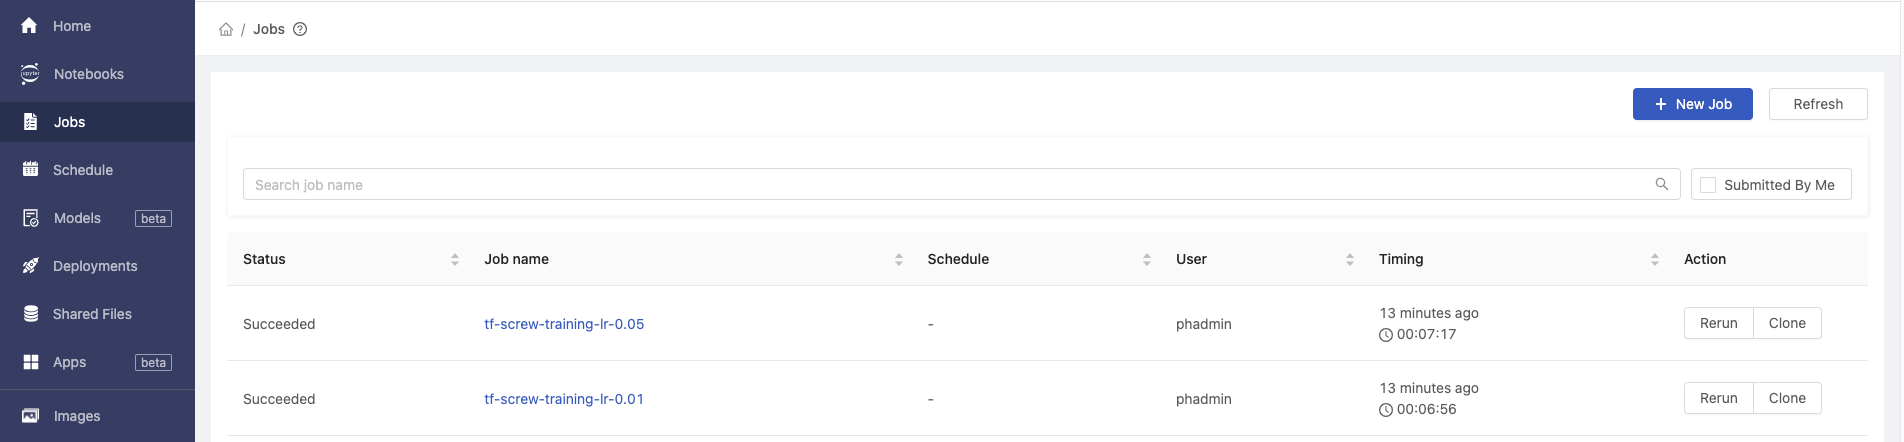 Home
Notebooks
Jobs
Schedule
Models beta
Deployments
Shared Files
Apps beta
Images
/ Jobs
+ New Job Refresh
Search job name Submitted By Me
Status Job name Schedule User Timing Action
Succeeded tf-screw-training-lr-0.05 - phadmin 13 minutes ago Rerun Clone
00:07:17
Succeeded tf-screw-training-lr-0.01 - phadmin 13 minutes ago Rerun Clone
00:06:56